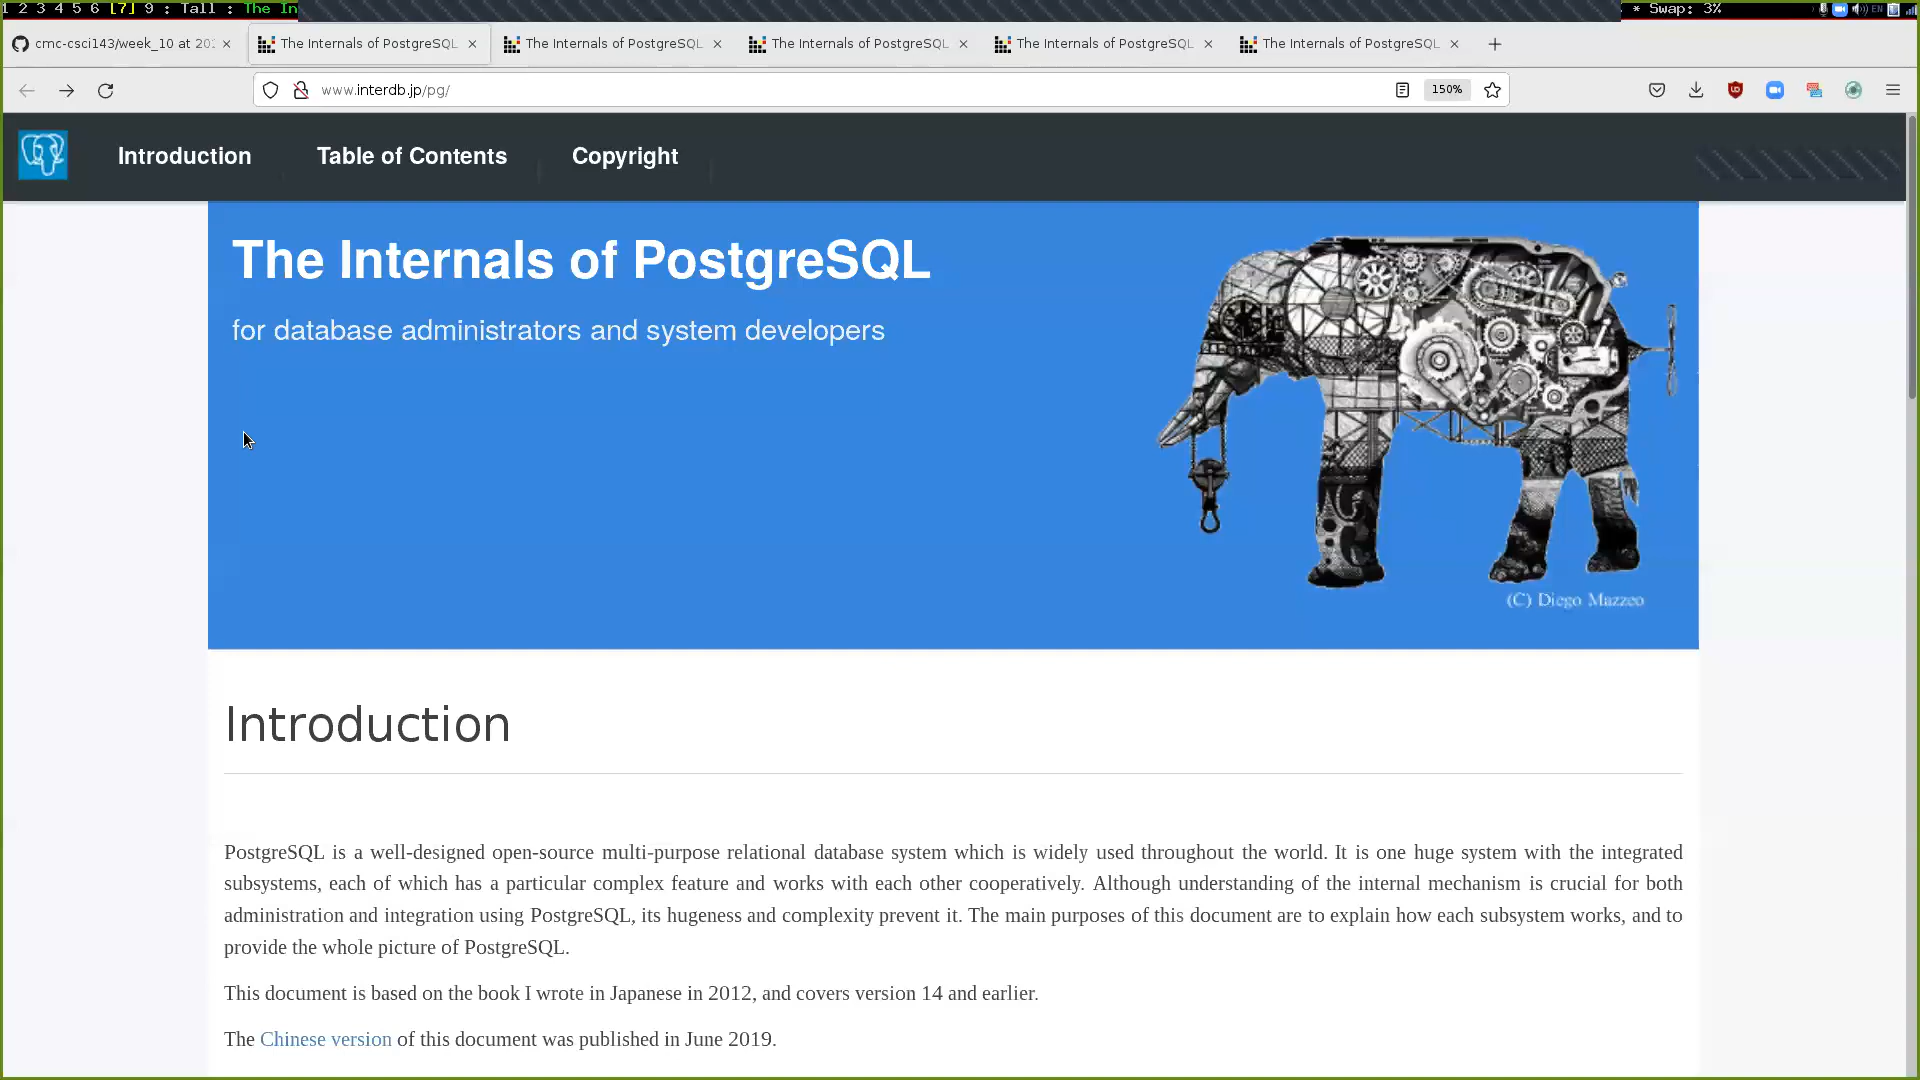 1 2 3 4 5 6 [7] 9 : Tall : The In
* Swap: 3%
EN
cmc-csci143/week_10 at 202
The Internals of PostgreSQL
The Internals of PostgreSQL
The Internals of PostgreSQL
The Internals of PostgreSQL
The Internals of PostgreSQL
www.interdb.jp/pg/
150%
Introduction
Table of Contents
Copyright
The Internals of PostgreSQL
for database administrators and system developers
(C) Diego Mazzeo
Introduction
PostgreSQL is a well-designed open-source multi-purpose relational database system which is widely used throughout the world. It is one huge system with the integrated
subsystems, each of which has a particular complex feature and works with each other cooperatively. Although understanding of the internal mechanism is crucial for both
administration and integration using PostgreSQL, its hugeness and complexity prevent it. The main purposes of this document are to explain how each subsystem works, and to
provide the whole picture of PostgreSQL.
This document is based on the book I wrote in Japanese in 2012, and covers version 14 and earlier.
The Chinese version of this document was published in June 2019.